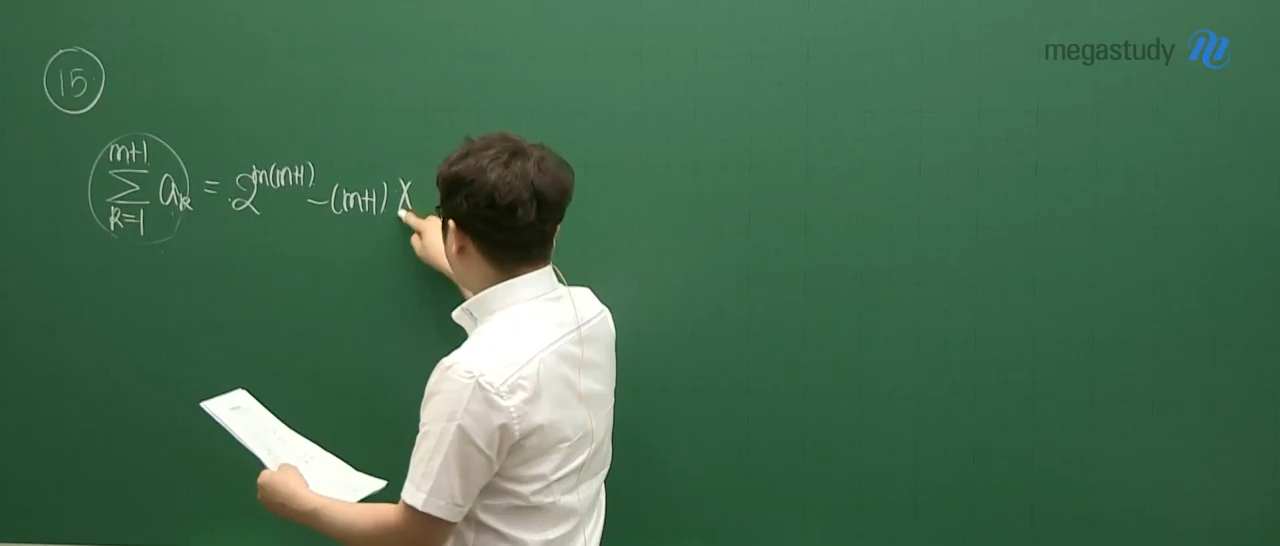 megastudy
15
m+1
∑ aₖ = 2^{m(m+1)} - (m+1) X
k=1